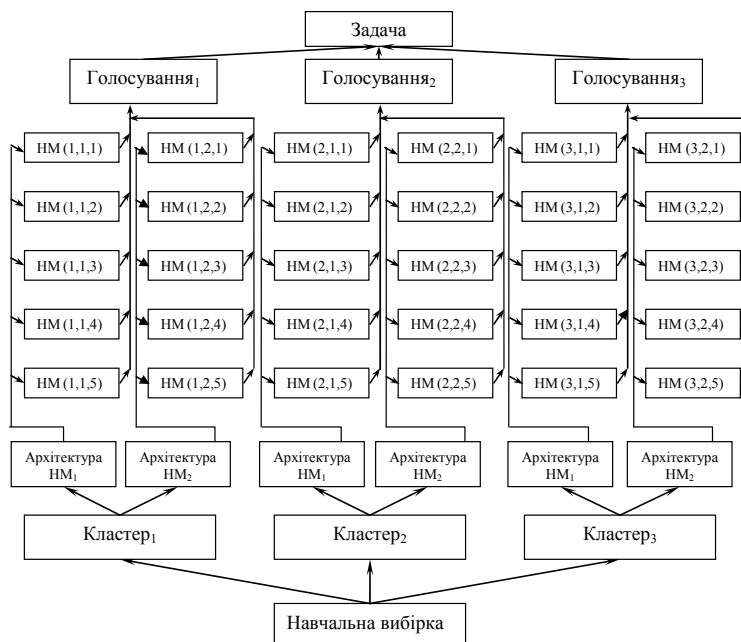 Задача
Голосування₁ Голосування₂ Голосування₃
НМ (1,1,1) НМ (1,2,1) НМ (2,1,1) НМ (2,2,1) НМ (3,1,1) НМ (3,2,1)
НМ (1,1,2) НМ (1,2,2) НМ (2,1,2) НМ (2,2,2) НМ (3,1,2) НМ (3,2,2)
НМ (1,1,3) НМ (1,2,3) НМ (2,1,3) НМ (2,2,3) НМ (3,1,3) НМ (3,2,3)
НМ (1,1,4) НМ (1,2,4) НМ (2,1,4) НМ (2,2,4) НМ (3,1,4) НМ (3,2,4)
НМ (1,1,5) НМ (1,2,5) НМ (2,1,5) НМ (2,2,5) НМ (3,1,5) НМ (3,2,5)
Архітектура Архітектура Архітектура Архітектура Архітектура Архітектура
НМ₁ НМ₂ НМ₁ НМ₂ НМ₁ НМ₂
Кластер₁ Кластер₂ Кластер₃
Навчальна вибірка